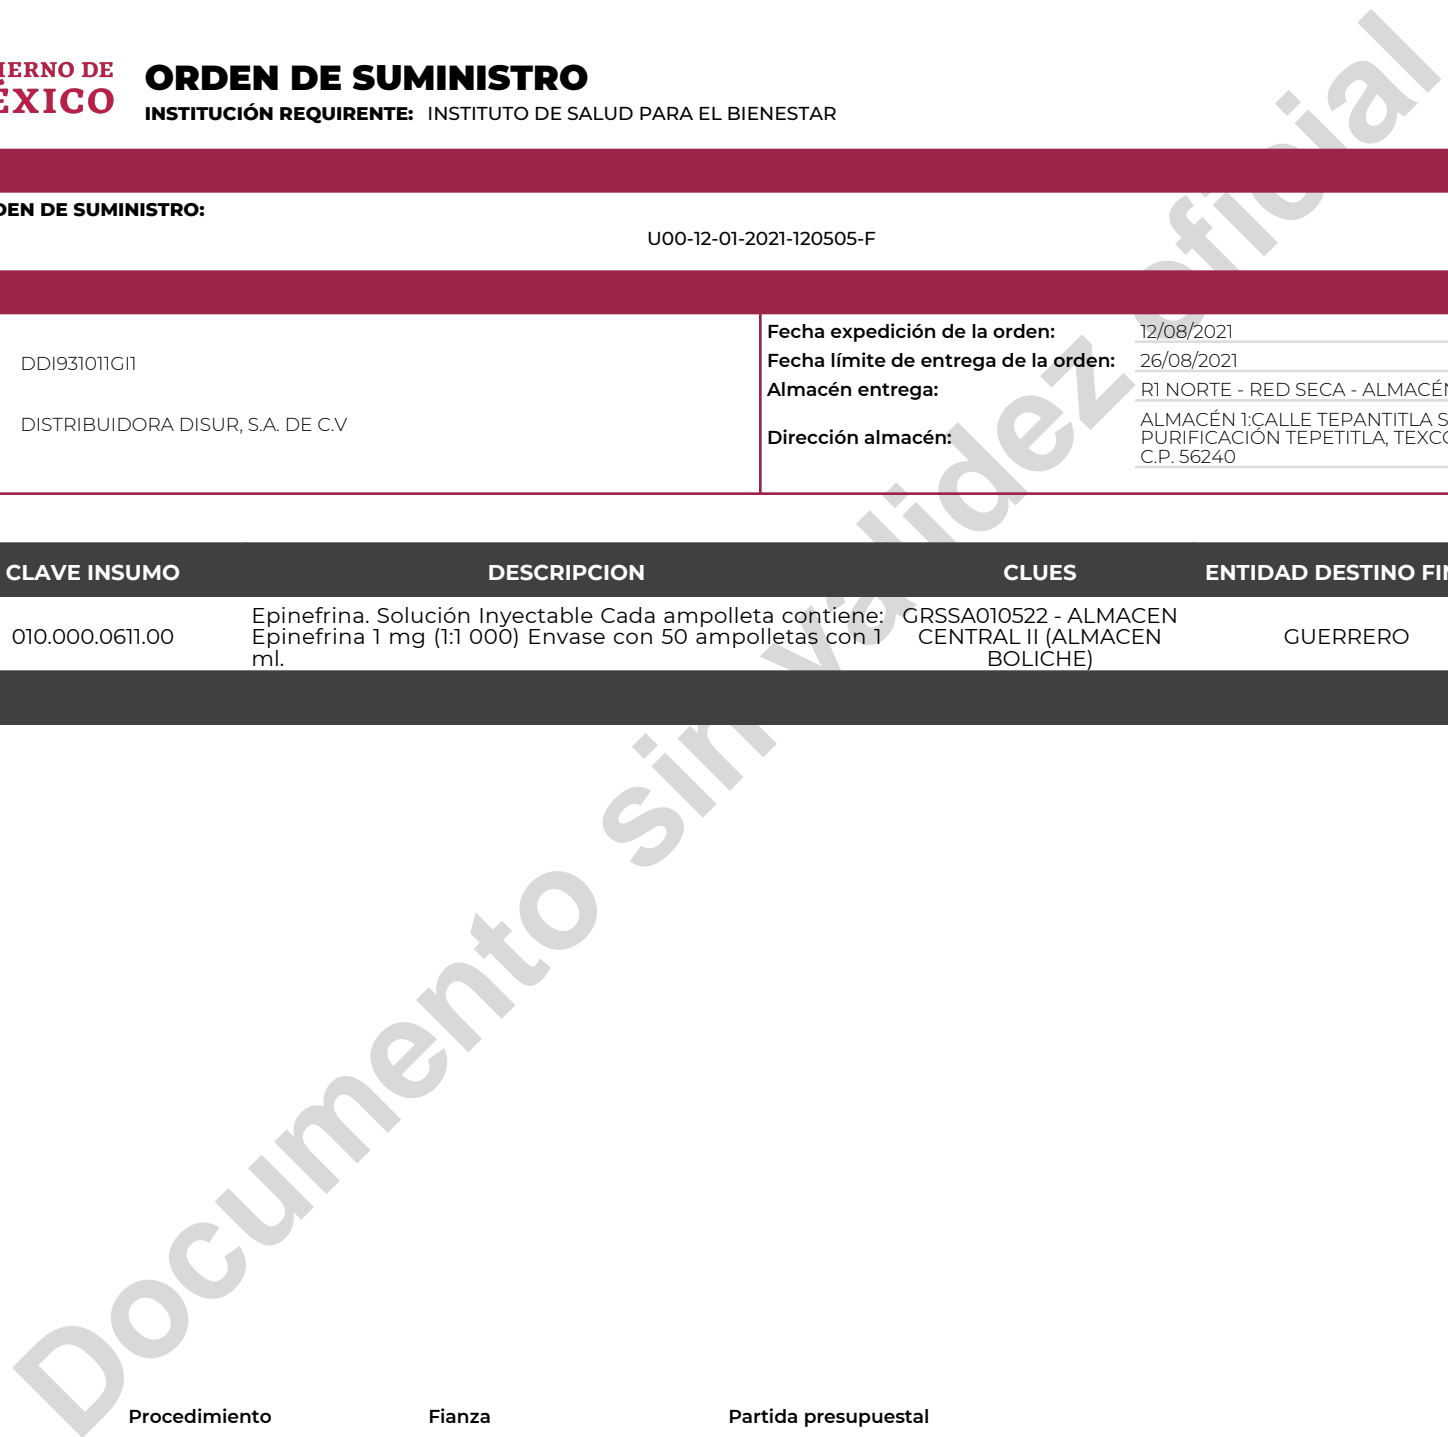 IERNO DE
ÉXICO
ORDEN DE SUMINISTRO
INSTITUCIÓN REQUIRENTE: INSTITUTO DE SALUD PARA EL BIENESTAR
DEN DE SUMINISTRO:
U00-12-01-2021-120505-F
DDI931011GI1
DISTRIBUIDORA DISUR, S.A. DE C.V
Fecha expedición de la orden: 12/08/2021
Fecha límite de entrega de la orden: 26/08/2021
Almacén entrega: R1 NORTE - RED SECA - ALMACÉN
Dirección almacén: ALMACÉN 1:CALLE TEPANTITLA S
PURIFICACIÓN TEPETITLA, TEXCO
C.P. 56240
CLAVE INSUMO DESCRIPCION CLUES ENTIDAD DESTINO FIN
010.000.0611.00
Epinefrina. Solución Inyectable Cada ampolleta contiene:
Epinefrina 1 mg (1:1 000) Envase con 50 ampolletas con 1
ml.
GRSSA010522 - ALMACEN
CENTRAL II (ALMACEN
BOLICHE)
GUERRERO
Documento sin validez oficial
Procedimiento Fianza Partida presupuestal